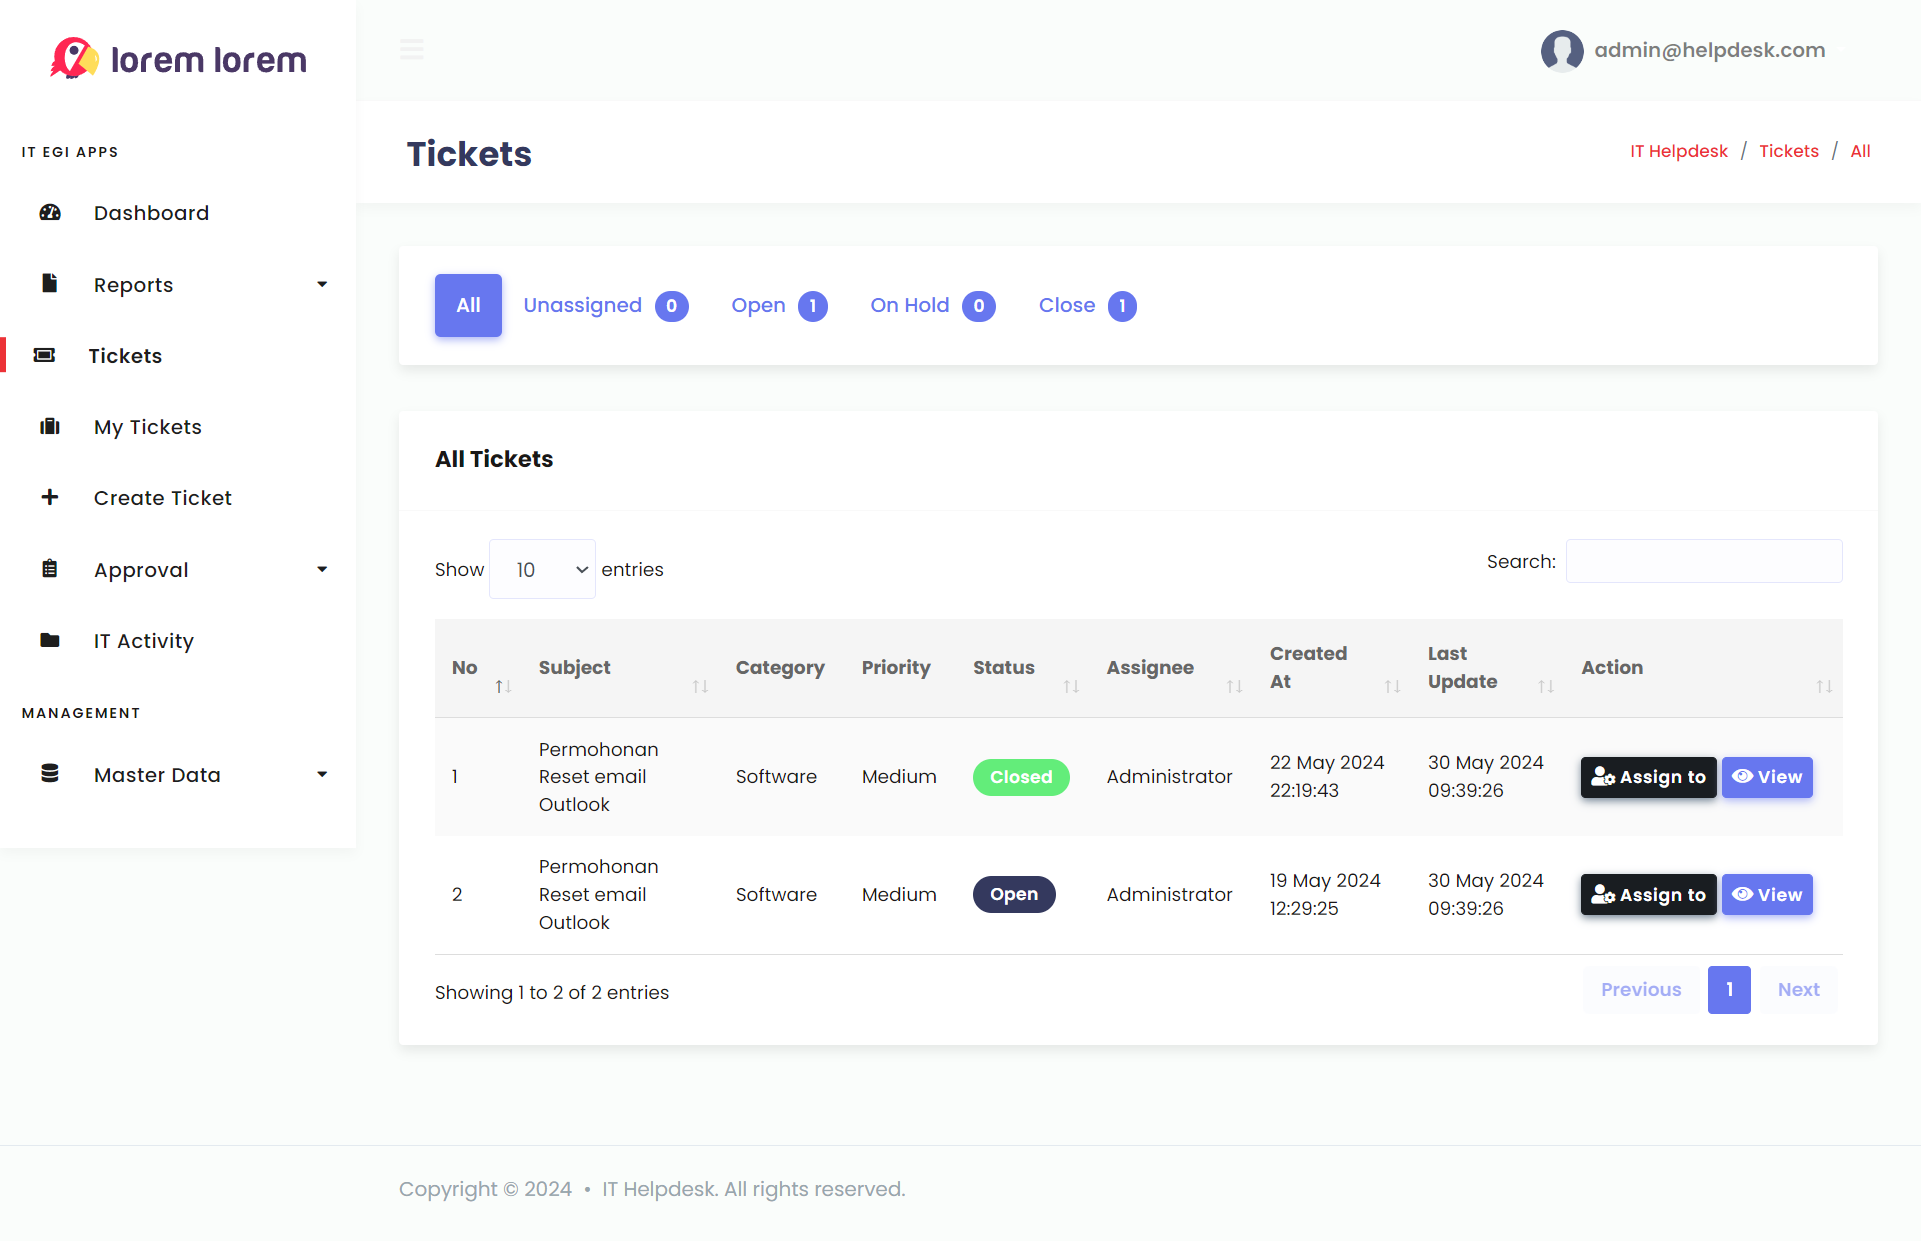 lorem lorem
admin@helpdesk.com
IT EGI APPS
Dashboard
Reports
Tickets
My Tickets
Create Ticket
Approval
IT Activity
MANAGEMENT
Master Data
Tickets
IT Helpdesk / Tickets / All
All Unassigned 0 Open 1 On Hold 0 Close 1
All Tickets
Show 10 entries
Search:
No Subject Category Priority Status Assignee Created At Last Update Action
1 Permohonan Reset email Outlook Software Medium Closed Administrator 22 May 2024 22:19:43 30 May 2024 09:39:26 Assign to View
2 Permohonan Reset email Outlook Software Medium Open Administrator 19 May 2024 12:29:25 30 May 2024 09:39:26 Assign to View
Showing 1 to 2 of 2 entries
Previous 1 Next
Copyright © 2024 • IT Helpdesk. All rights reserved.